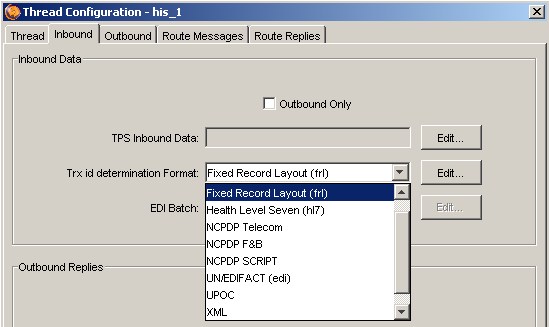 Thread Configuration - his_1
Thread Inbound Outbound Route Messages Route Replies
Inbound Data
Outbound Only
TPS Inbound Data: Edit...
Trx id determination Format: Fixed Record Layout (frl) Edit...
Fixed Record Layout (frl)
EDI Batch: Health Level Seven (hl7) Edit...
NCPDP Telecom
NCPDP F&B
NCPDP SCRIPT
Outbound Replies
UN/EDIFACT (edi)
UPOC
XML